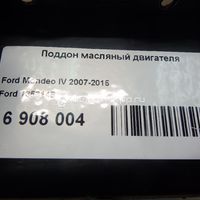 Поддон масляный двигателя
Ford Mondeo IV 2007-2015
Ford
6 908 004